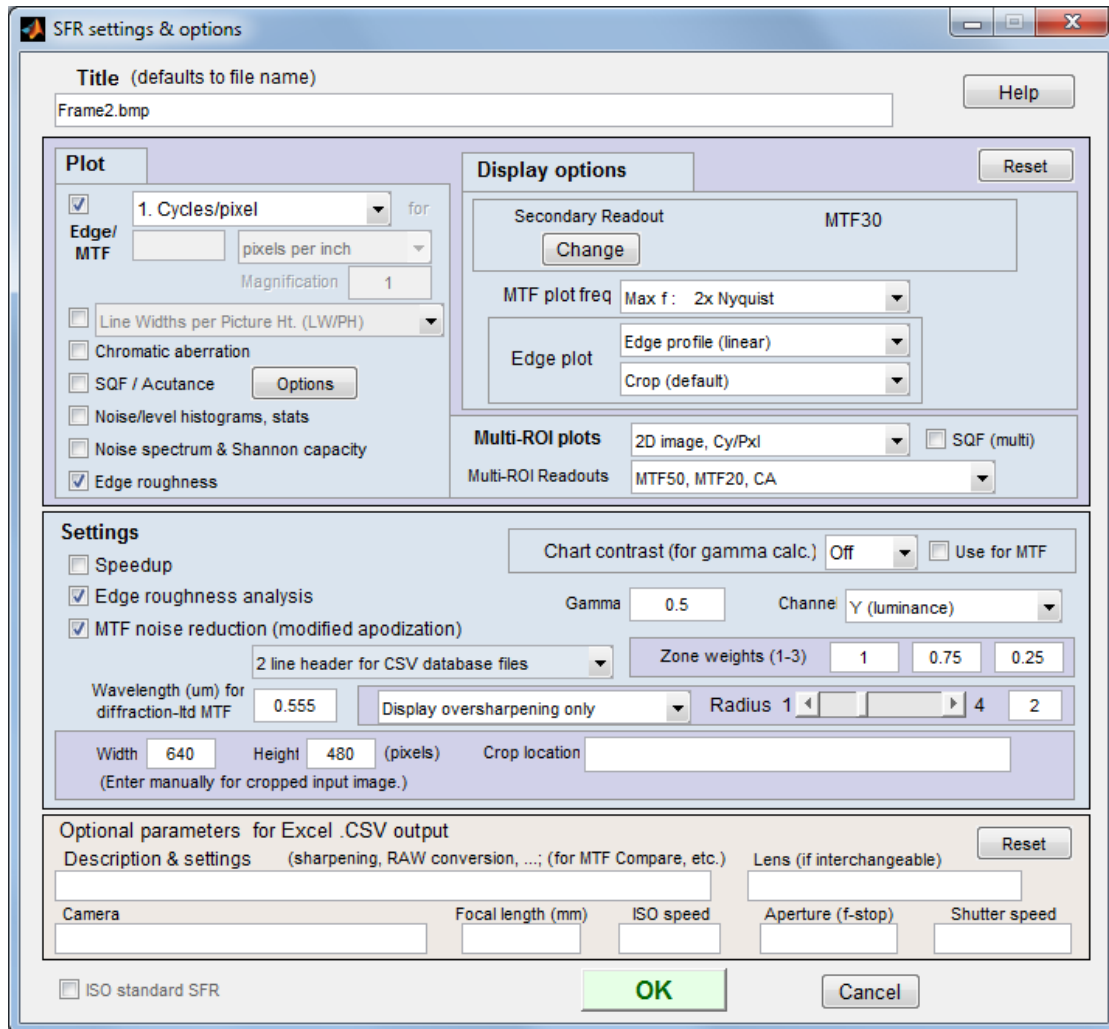 SFR settings & options
Title (defaults to file name)
Help
Frame2.bmp
Plot
Display options
Reset
1. Cycles/pixel
for
Edge/
MTF
pixels per inch
Magnification
1
Secondary Readout
MTF30
Change
MTF plot freq
Max f : 2x Nyquist
Line Widths per Picture Ht. (LW/PH)
Chromatic aberration
Edge plot
Edge profile (linear)
SQF / Acutance
Options
Crop (default)
Noise/level histograms, stats
Noise spectrum & Shannon capacity
Edge roughness
Multi-ROI plots
2D image, Cy/Pxl
SQF (multi)
Multi-ROI Readouts
MTF50, MTF20, CA
Settings
Speedup
Chart contrast (for gamma calc.)
Off
Use for MTF
Edge roughness analysis
Gamma
0.5
Channel
Y (luminance)
MTF noise reduction (modified apodization)
2 line header for CSV database files
Zone weights (1-3)
1
0.75
0.25
Wavelength (um) for
diffraction-ltd MTF
0.555
Display oversharpening only
Radius 1
4
2
Width
640
Height
480
(pixels)
Crop location
(Enter manually for cropped input image.)
Optional parameters for Excel .CSV output
Reset
Description & settings (sharpening, RAW conversion, ...; (for MTF Compare, etc.)
Lens (if interchangeable)
Camera
Focal length (mm)
ISO speed
Aperture (f-stop)
Shutter speed
ISO standard SFR
OK
Cancel